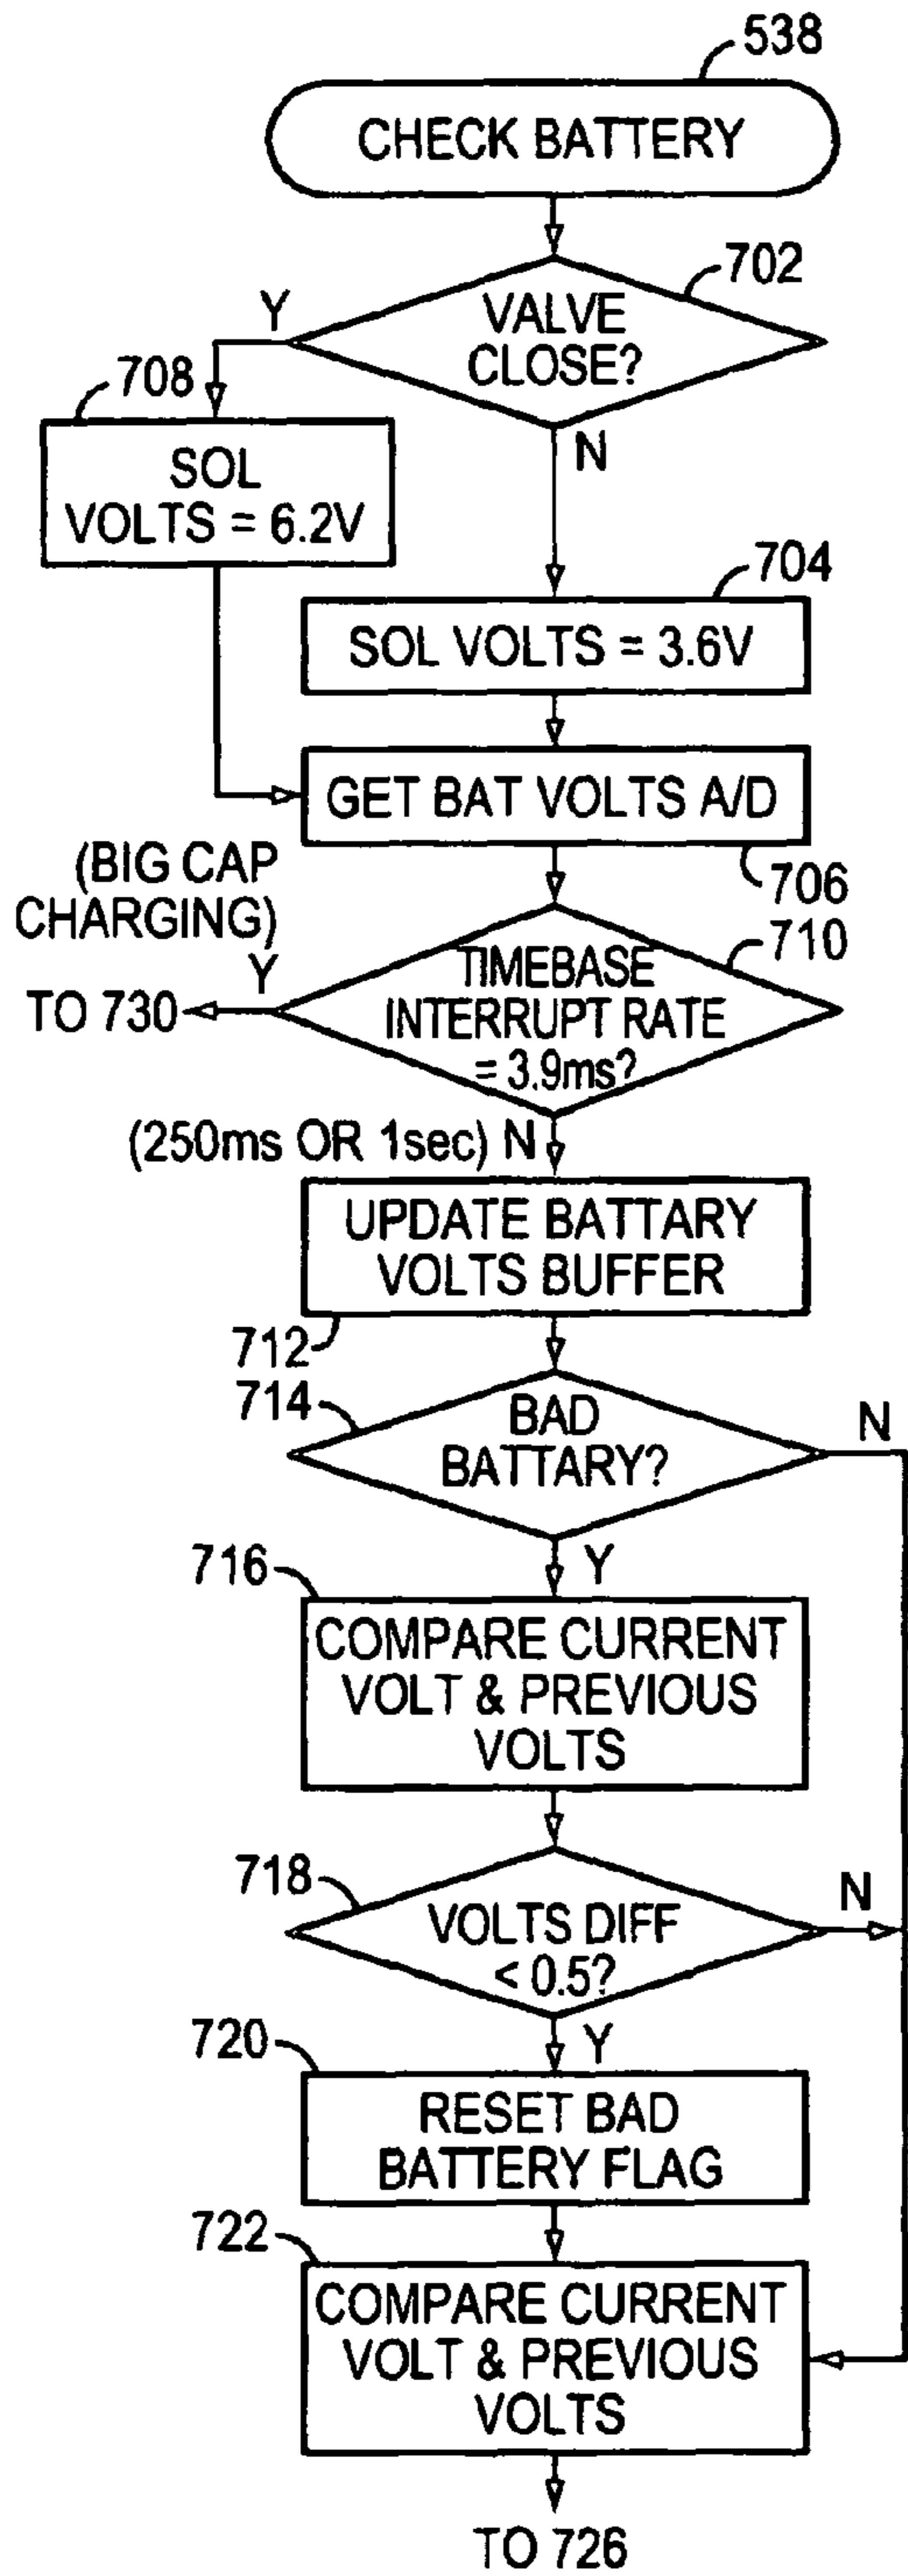 538
CHECK BATTERY
702
VALVE
CLOSE?
Y
N
708
SOL
VOLTS = 6.2V
704
SOL VOLTS = 3.6V
GET BAT VOLTS A/D
706
(BIG CAP
CHARGING)
Y
TO 730
710
TIMEBASE
INTERRUPT RATE
= 3.9ms?
(250ms OR 1sec) N
UPDATE BATTARY
VOLTS BUFFER
712
714
BAD
BATTARY?
N
Y
716
COMPARE CURRENT
VOLT & PREVIOUS
VOLTS
718
VOLTS DIFF
< 0.5?
N
Y
720
RESET BAD
BATTERY FLAG
722
COMPARE CURRENT
VOLT & PREVIOUS
VOLTS
TO 726